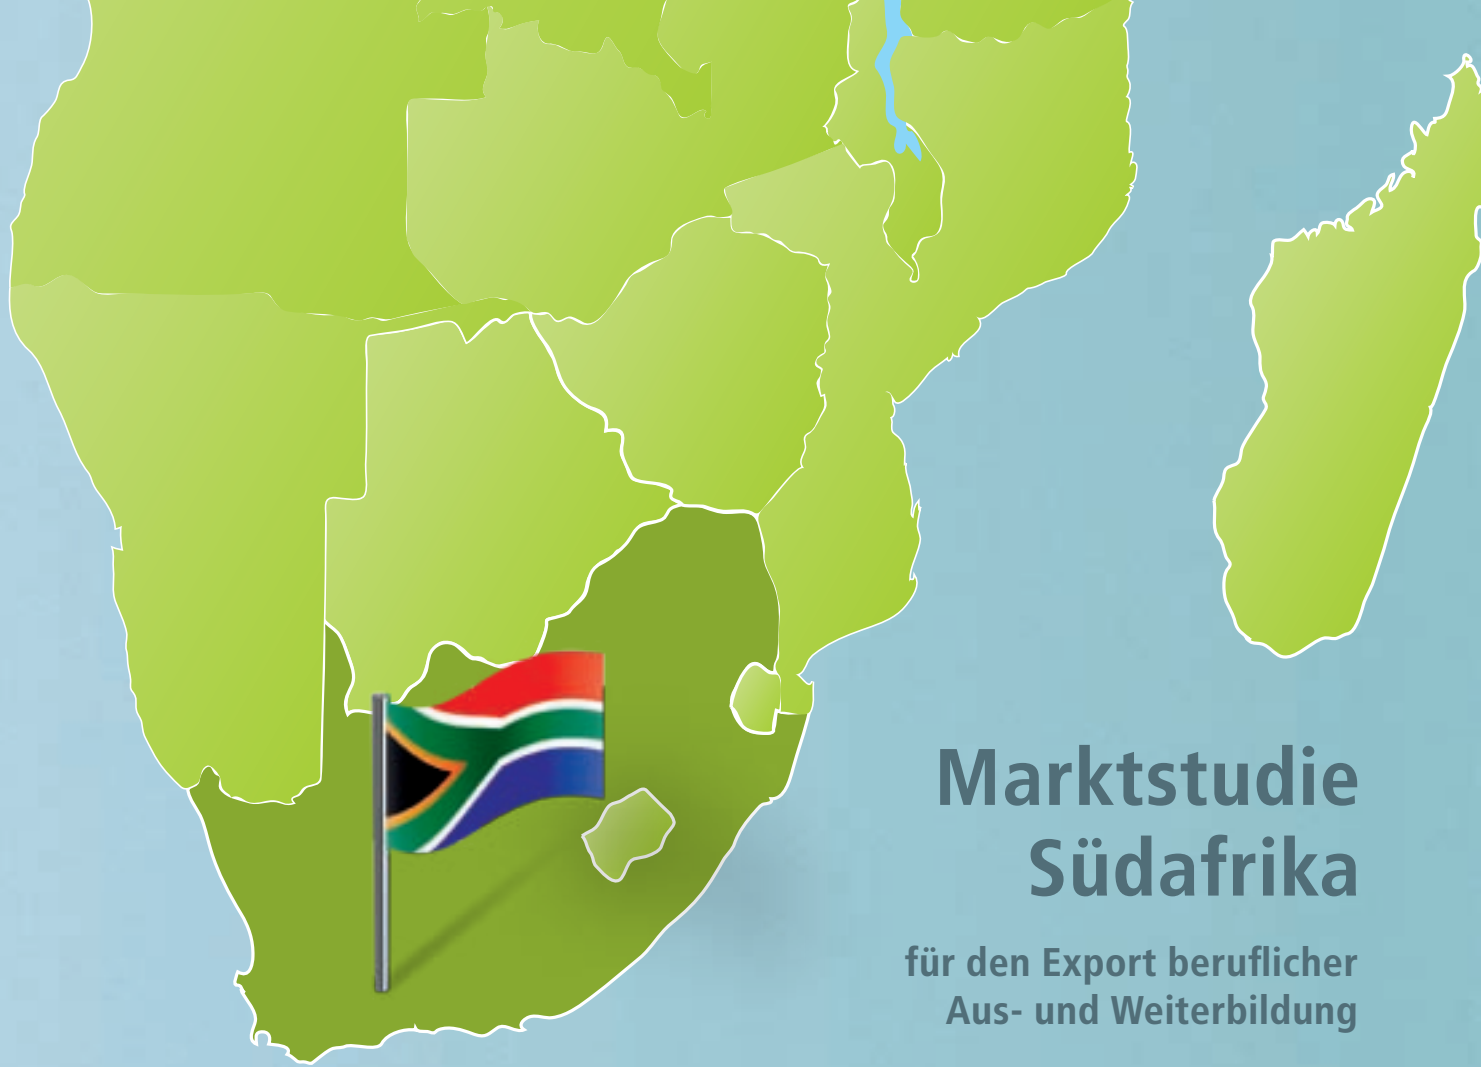 Marktstudie
Südafrika
für den Export beruflicher
Aus- und Weiterbildung